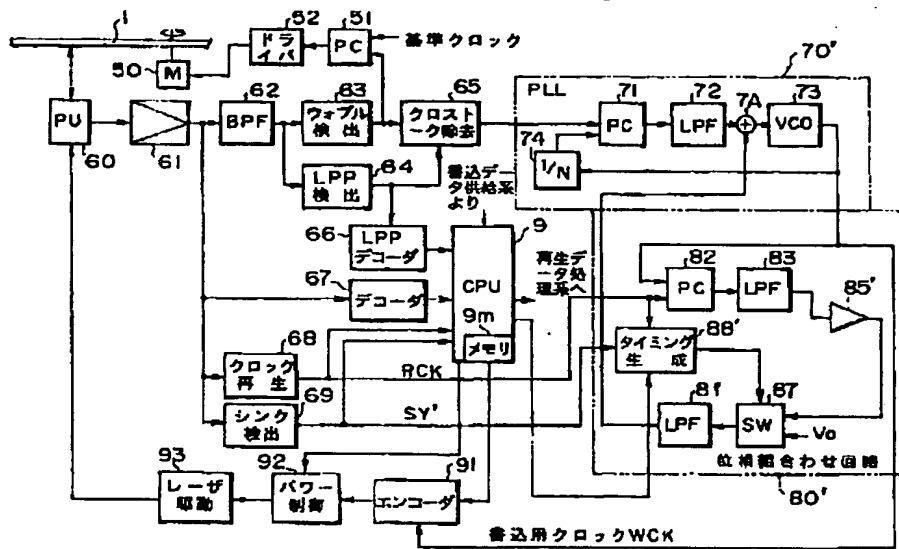 1
52
51
ドライバ
PC
基準クロック
50
M
70'
62
63
65
PLL
71
72
7A
73
PU
BPF
ウォブル検出
クロストーク除去
PC
LPF
VCO
60
61
64
74
1/N
LPP検出
書込データ供給系より
66
9
LPPデコーダ
再生データ処理系へ
82
83
67
CPU
PC
LPF
85'
デコーダ
9m
88'
メモリ
タイミング生成
68
クロック再生
RCK
81
87
69
SY'
LPF
SW
シンク検出
Vo
93
92
91
位相合わせ回路
レーザ駆動
パワー制御
エンコーダ
80'
書込用クロックWCK